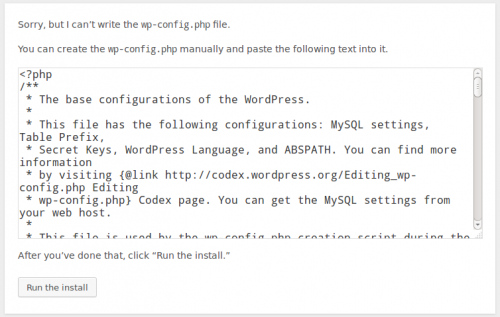 Sorry, but I can't write the wp-config.php file.
You can create the wp-config.php manually and paste the following text into it.
<?php
/**
 * The base configurations of the WordPress.
 *
 * This file has the following configurations: MySQL settings,
Table Prefix,
 * Secret Keys, WordPress Language, and ABSPATH. You can find more
information
 * by visiting {@link http://codex.wordpress.org/Editing_wp-
config.php Editing
 * wp-config.php} Codex page. You can get the MySQL settings from
your web host.
 *
 * This file is used by the wp-config.php creation script during the
After you've done that, click “Run the install.”
Run the install